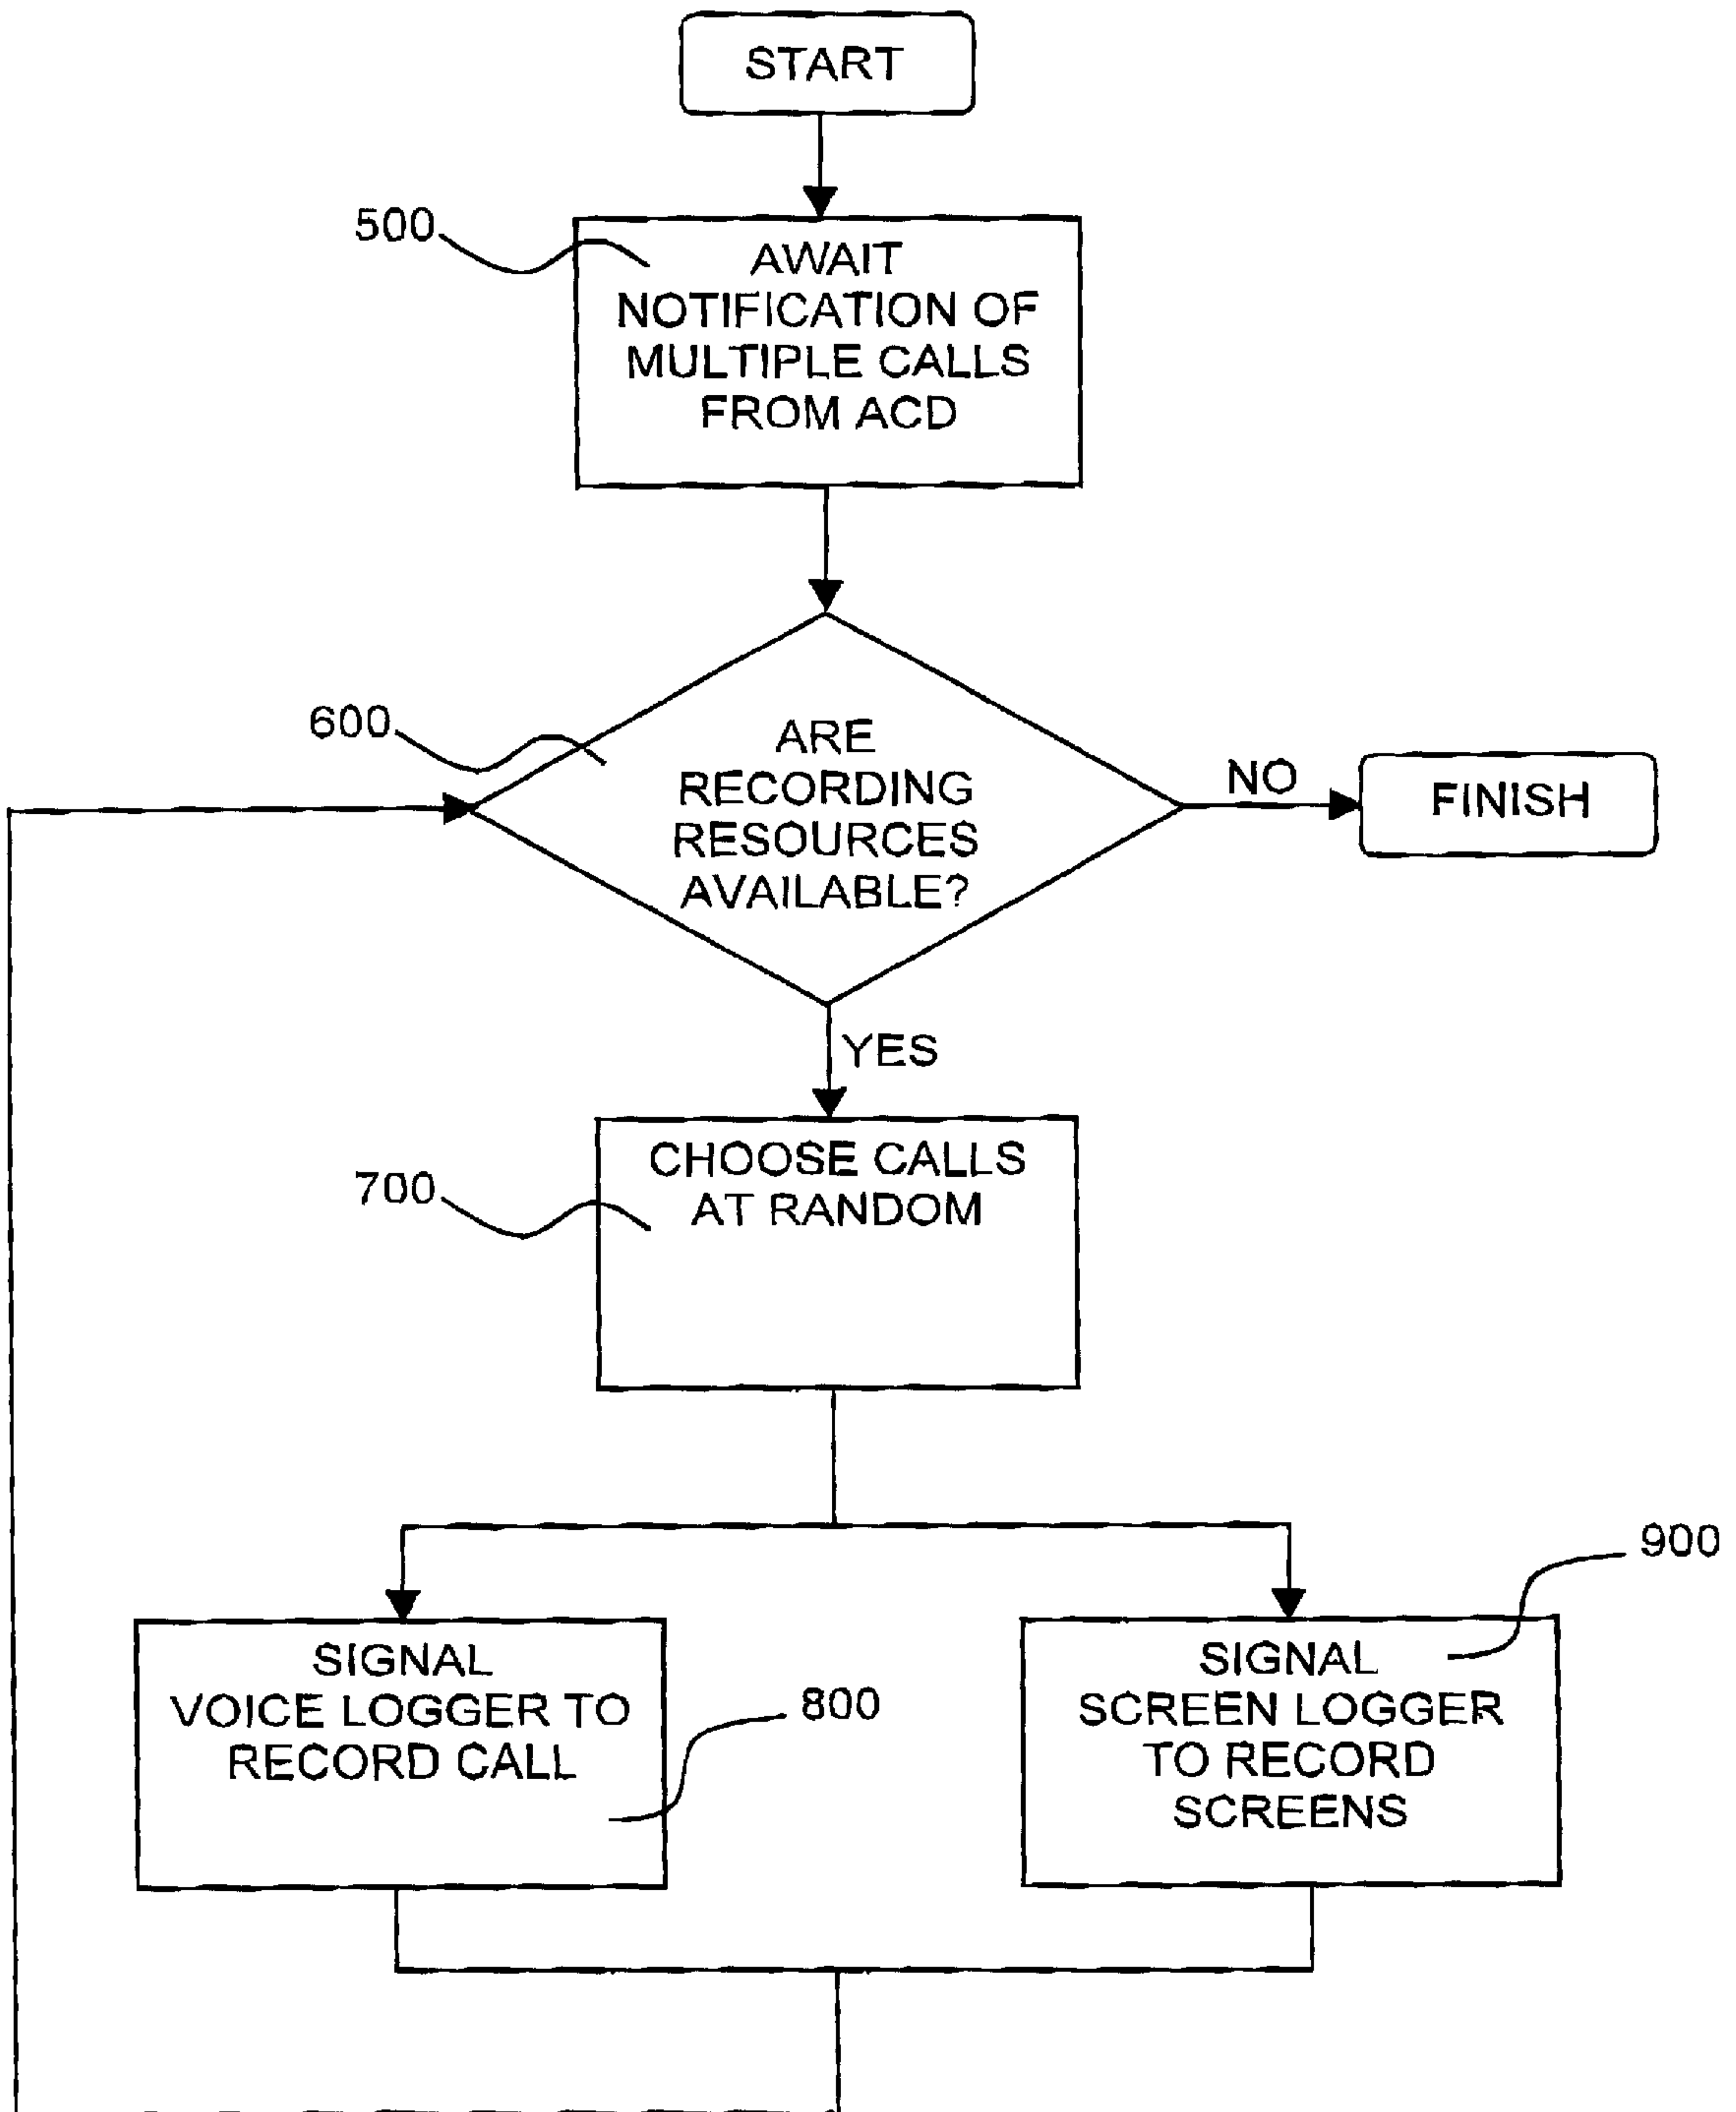 START
500
AWAIT
NOTIFICATION OF
MULTIPLE CALLS
FROM ACD
600
ARE
RECORDING
RESOURCES
AVAILABLE?
NO
FINISH
YES
700
CHOOSE CALLS
AT RANDOM
900
SIGNAL
VOICE LOGGER TO
RECORD CALL
800
SIGNAL
SCREEN LOGGER
TO RECORD
SCREENS